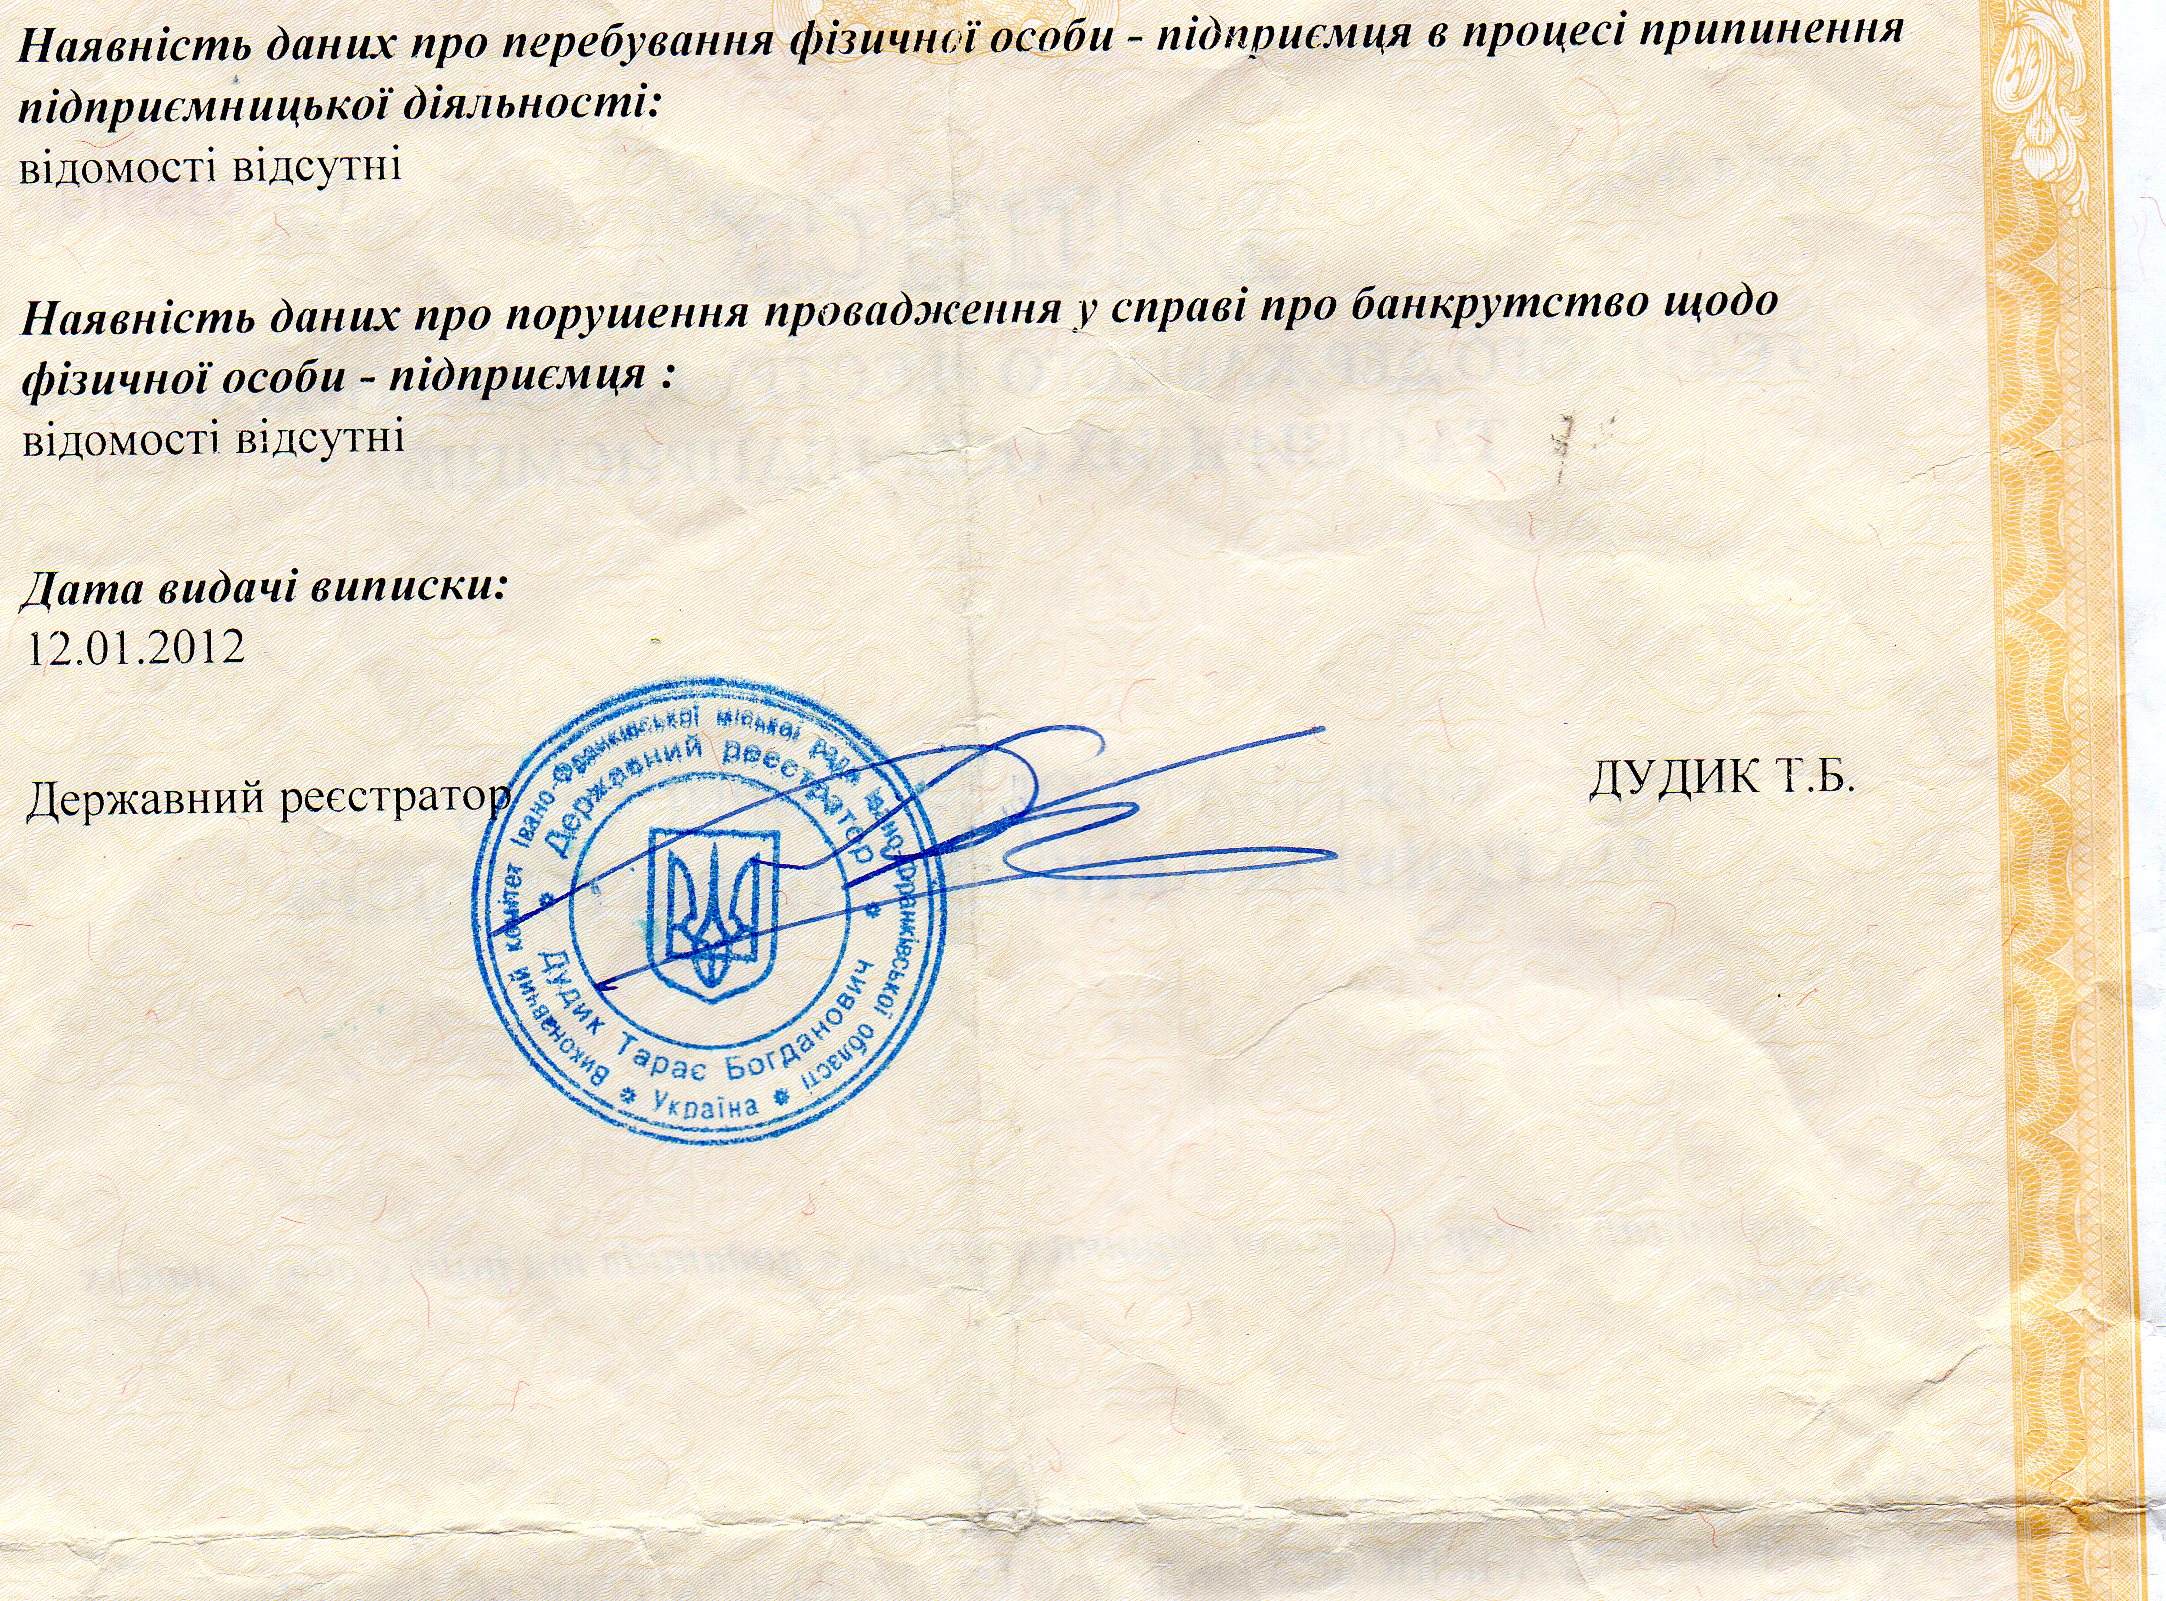 Наявність даних про перебування фізичної особи - підприємця в процесі припинення
підприємницької діяльності:
відомості відсутні
Наявність даних про порушення провадження у справі про банкрутство щодо
фізичної особи - підприємця :
відомості відсутні
Дата видачі виписки:
12.01.2012
Державний реєстратор
ДУДИК Т.Б.
Виконавчий комітет Івано-Франківської міської ради Івано-Франківської області
Державний реєстратор
Дудик Тарас Богданович
Україна